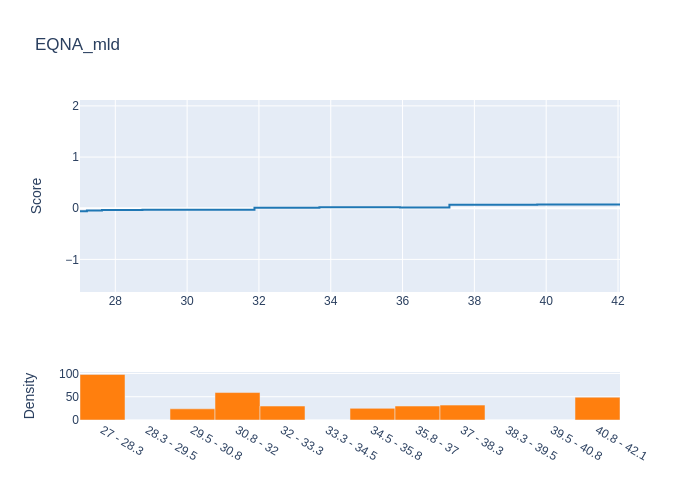 EQNA_mld
Score
2
1
0
−1
28 30 32 34 36 38 40 42
Density
100
50
0
27 - 28.3
28.3 - 29.5
29.5 - 30.8
30.8 - 32
32 - 33.3
33.3 - 34.5
34.5 - 35.8
35.8 - 37
37 - 38.3
38.3 - 39.5
39.5 - 40.8
40.8 - 42.1